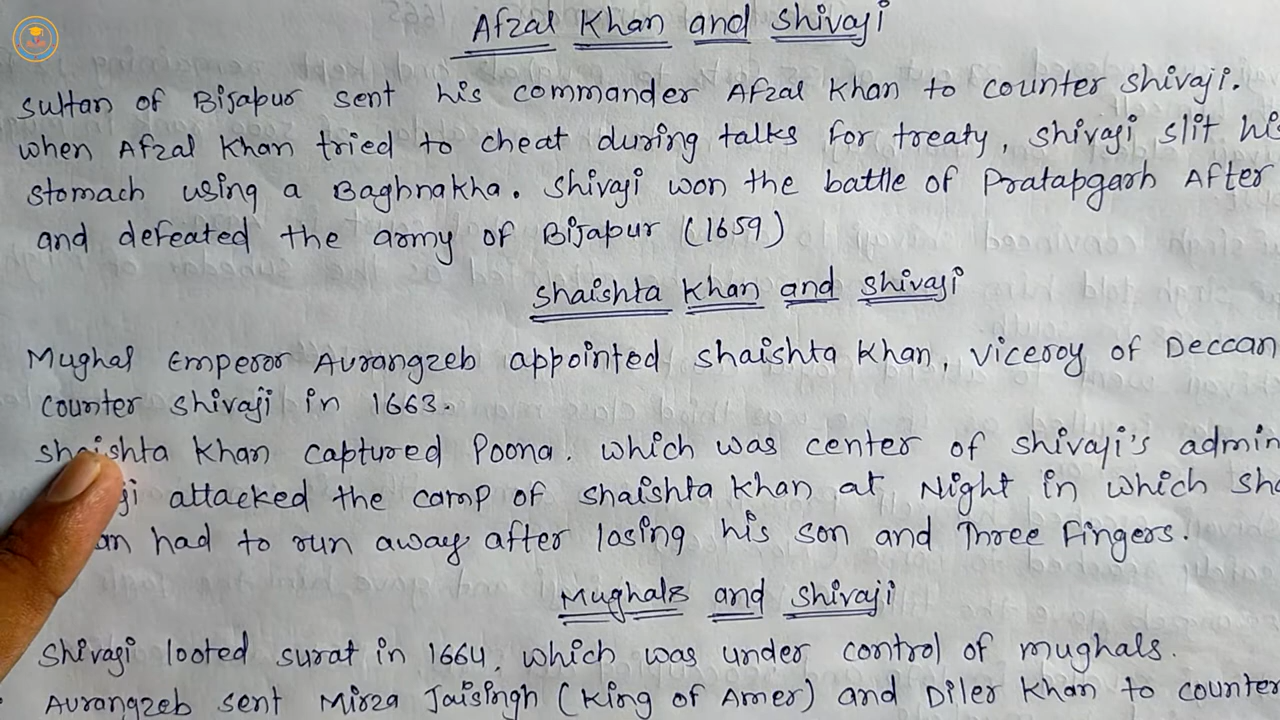 Afzal Khan and Shivaji
Sultan of Bijapur sent his commander Afzal Khan to counter Shivaji.
when Afzal Khan tried to cheat during talks for treaty, Shivaji slit
stomach using a Baghnakha. Shivaji won the battle of Pratapgarh After
and defeated the army of Bijapur (1659)
Shaishta Khan and Shivaji
Mughal Emperor Aurangzeb appointed Shaishta Khan, Viceroy of Deccan
counter Shivaji in 1663.
Shaishta Khan captured Poona. which was center of Shivaji's admin
attacked the camp of Shaishta Khan at Night in which
had to run away after losing his son and Three Fingers.
Mughals and Shivaji
Shivaji looted surat in 1664, which was under control of mughals.
Aurangzeb sent Mirza Jaisingh (King of Amer) and Diler Khan to counter